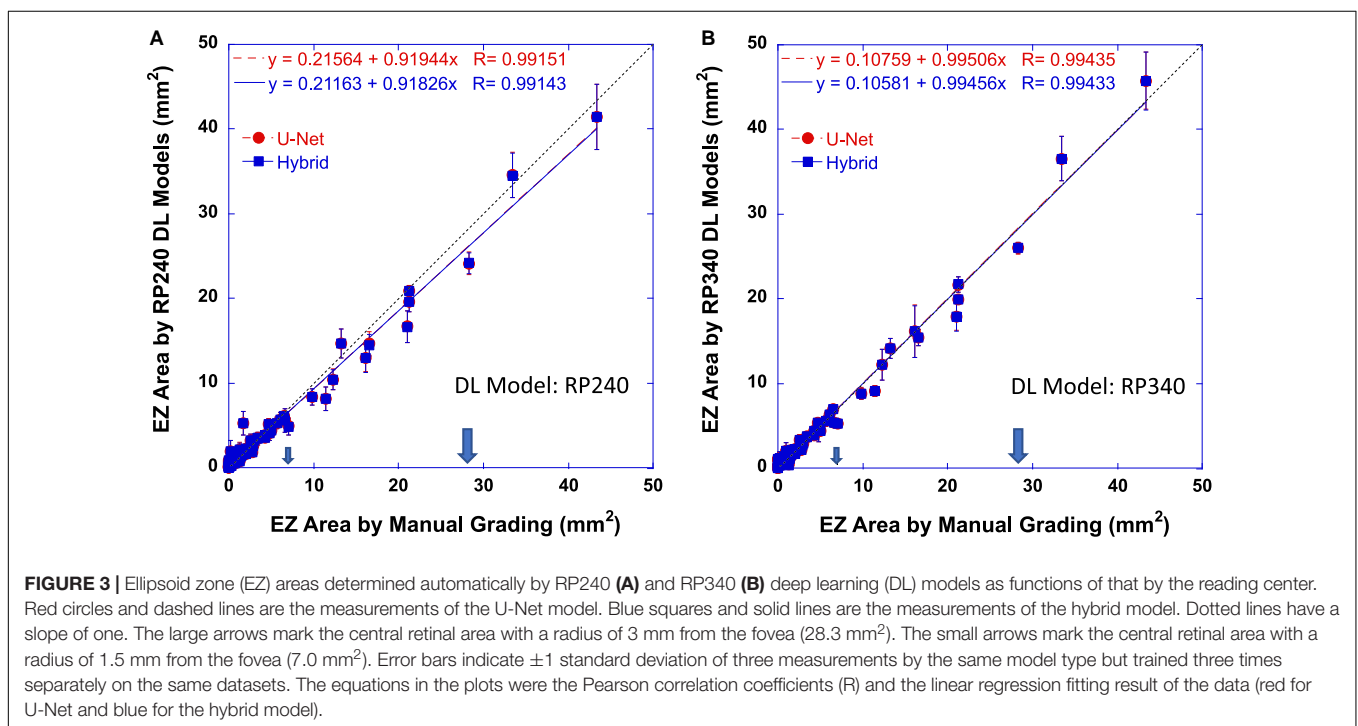 A
y = 0.21564 + 0.91944x R= 0.99151
y = 0.21163 + 0.91826x R= 0.99143
U-Net
Hybrid
DL Model: RP240
EZ Area by RP240 DL Models (mm²)
50
40
30
20
10
0
0 10 20 30 40 50
EZ Area by Manual Grading (mm²)
B
y = 0.10759 + 0.99506x R= 0.99435
y = 0.10581 + 0.99456x R= 0.99433
U-Net
Hybrid
DL Model: RP340
EZ Area by RP340 DL Models (mm²)
50
40
30
20
10
0
0 10 20 30 40 50
EZ Area by Manual Grading (mm²)
FIGURE 3 | Ellipsoid zone (EZ) areas determined automatically by RP240 (A) and RP340 (B) deep learning (DL) models as functions of that by the reading center.
Red circles and dashed lines are the measurements of the U-Net model. Blue squares and solid lines are the measurements of the hybrid model. Dotted lines have a
slope of one. The large arrows mark the central retinal area with a radius of 3 mm from the fovea (28.3 mm²). The small arrows mark the central retinal area with a
radius of 1.5 mm from the fovea (7.0 mm²). Error bars indicate ±1 standard deviation of three measurements by the same model type but trained three times
separately on the same datasets. The equations in the plots were the Pearson correlation coefficients (R) and the linear regression fitting result of the data (red for
U-Net and blue for the hybrid model).